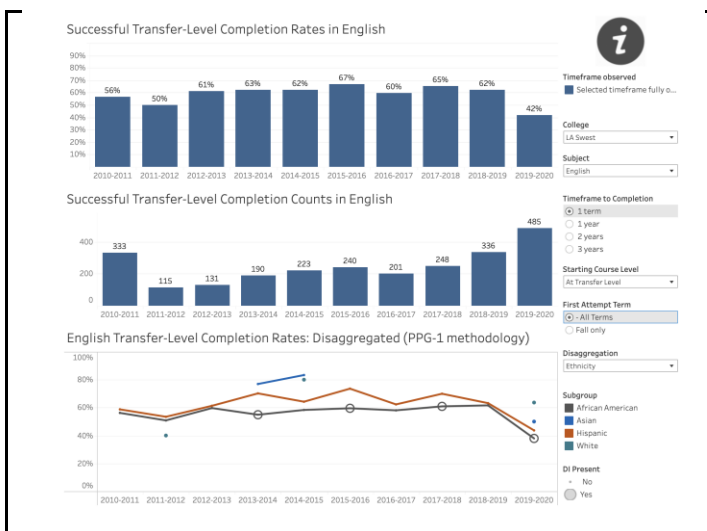 Successful Transfer-Level Completion Rates in English
90%
80%
70%
60%
50%
40%
30%
20%
10%
56%
50%
61%
63%
62%
67%
60%
65%
62%
42%
2010-2011 2011-2012 2012-2013 2013-2014 2014-2015 2015-2016 2016-2017 2017-2018 2018-2019 2019-2020
Successful Transfer-Level Completion Counts in English
400
200
0
333
115
131
190
223
240
201
248
336
485
2010-2011 2011-2012 2012-2013 2013-2014 2014-2015 2015-2016 2016-2017 2017-2018 2018-2019 2019-2020
English Transfer-Level Completion Rates: Disaggregated (PPG-1 methodology)
100%
80%
60%
40%
20%
0%
2010-2011 2011-2012 2012-2013 2013-2014 2014-2015 2015-2016 2016-2017 2017-2018 2018-2019 2019-2020
i
Timeframe observed
Selected timeframe fully o...
College
LA Swest
Subject
English
Timeframe to Completion
1 term
1 year
2 years
3 years
Starting Course Level
At Transfer Level
First Attempt Term
- All Terms
Fall only
Disaggregation
Ethnicity
Subgroup
African American
Asian
Hispanic
White
DI Present
No
Yes